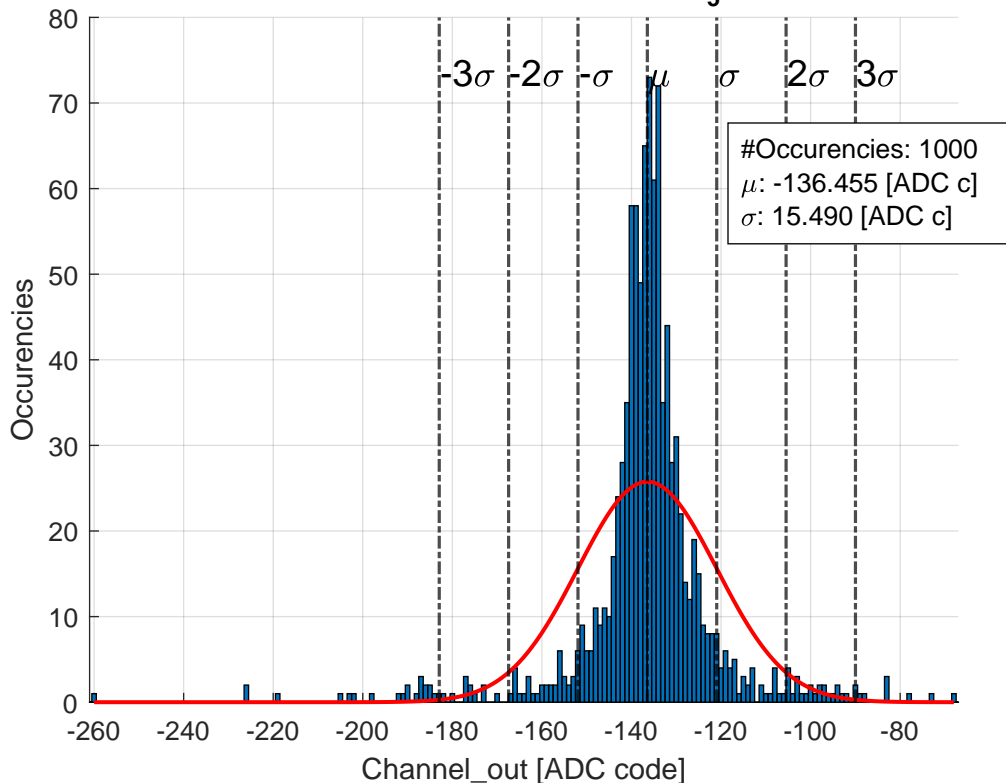 80
70
60
50
40
30
20
10
0
-3σ -2σ -σ μ σ 2σ 3σ
#Occurencies: 1000
μ: -136.455 [ADC c]
σ: 15.490 [ADC c]
Occurencies
-260 -240 -220 -200 -180 -160 -140 -120 -100 -80
Channel_out [ADC code]